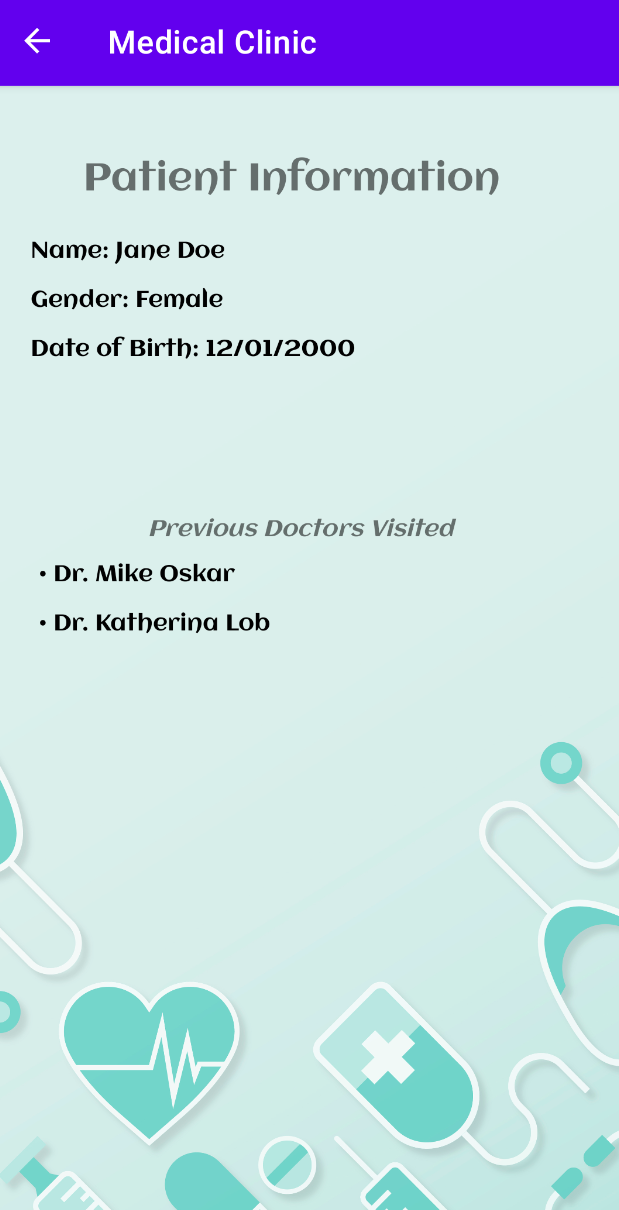 Medical Clinic
Patient Information
Name: Jane Doe
Gender: Female
Date of Birth: 12/01/2000
Previous Doctors Visited
• Dr. Mike Oskar
• Dr. Katherina Lob